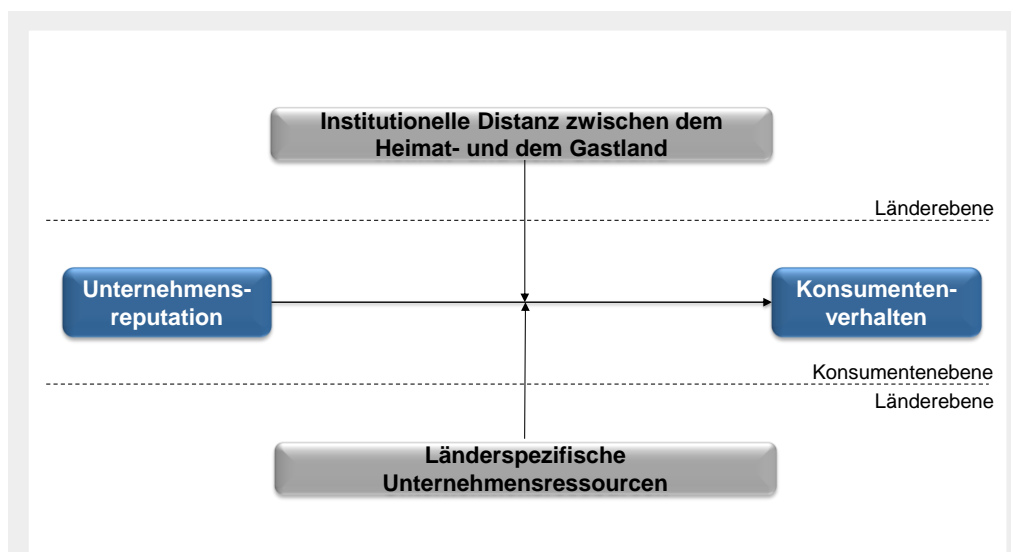 Institutionelle Distanz zwischen dem
Heimat- und dem Gastland
Länderebene
Unternehmens-
reputation
Konsumenten-
verhalten
Konsumentenebene
Länderebene
Länderspezifische
Unternehmensressourcen